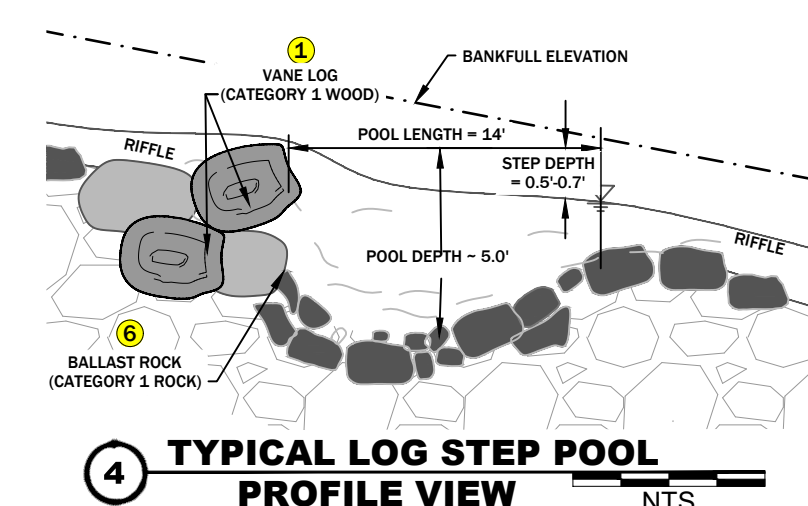 1
VANE LOG
(CATEGORY 1 WOOD)
BANKFULL ELEVATION
RIFFLE
POOL LENGTH = 14'
STEP DEPTH
= 0.5'-0.7'
POOL DEPTH ~ 5.0'
RIFFLE
6
BALLAST ROCK
(CATEGORY 1 ROCK)
4
TYPICAL LOG STEP POOL
PROFILE VIEW
NTS